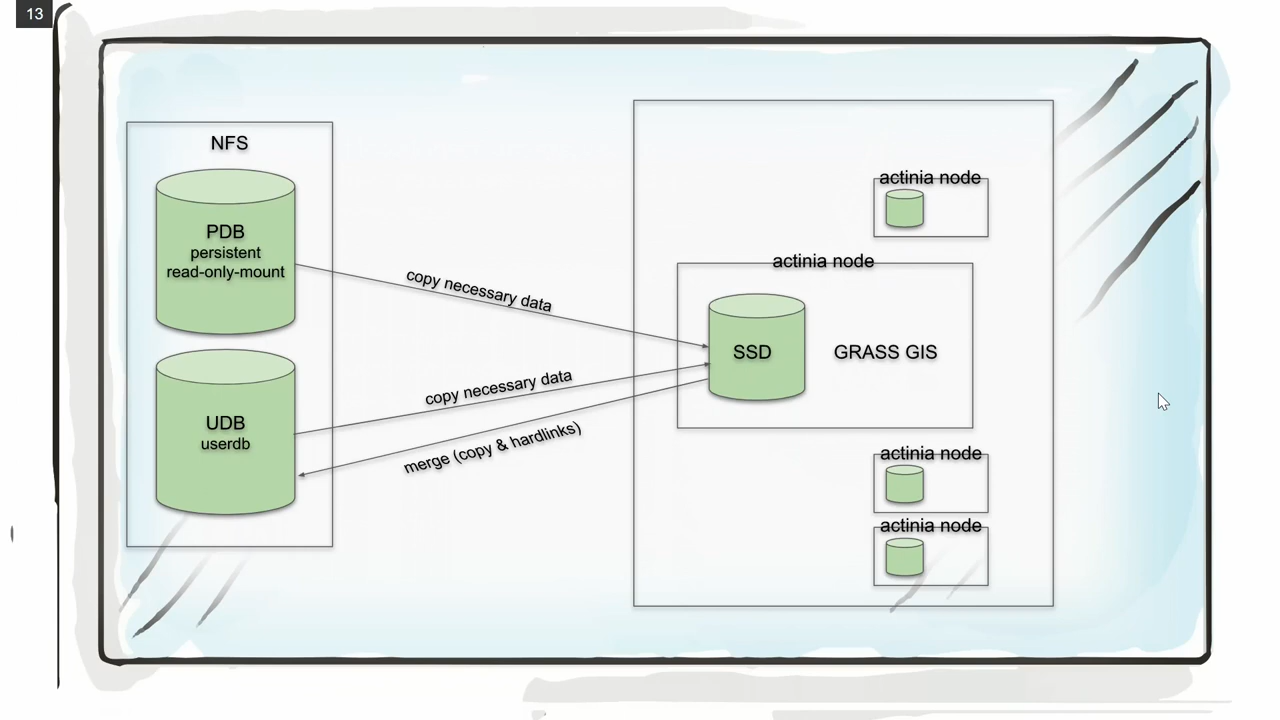 13
NFS
PDB
persistent
read-only-mount
UDB
userdb
copy necessary data
copy necessary data
merge (copy & hardlinks)
actinia node
actinia node
SSD
GRASS GIS
actinia node
actinia node